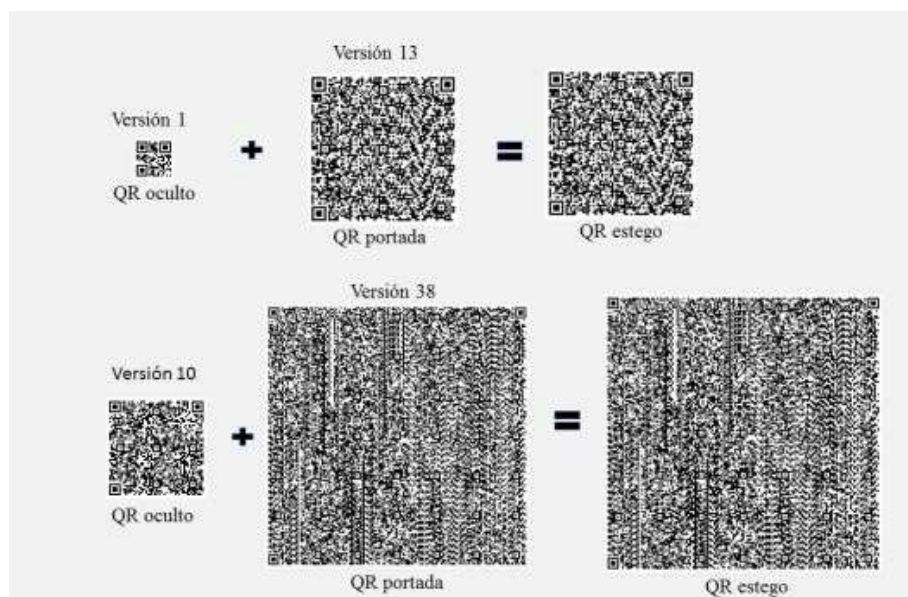 Versión 13
Versión 1
+
=
QR oculto
QR portada
QR estego
Versión 38
Versión 10
+
=
QR oculto
QR portada
QR estego